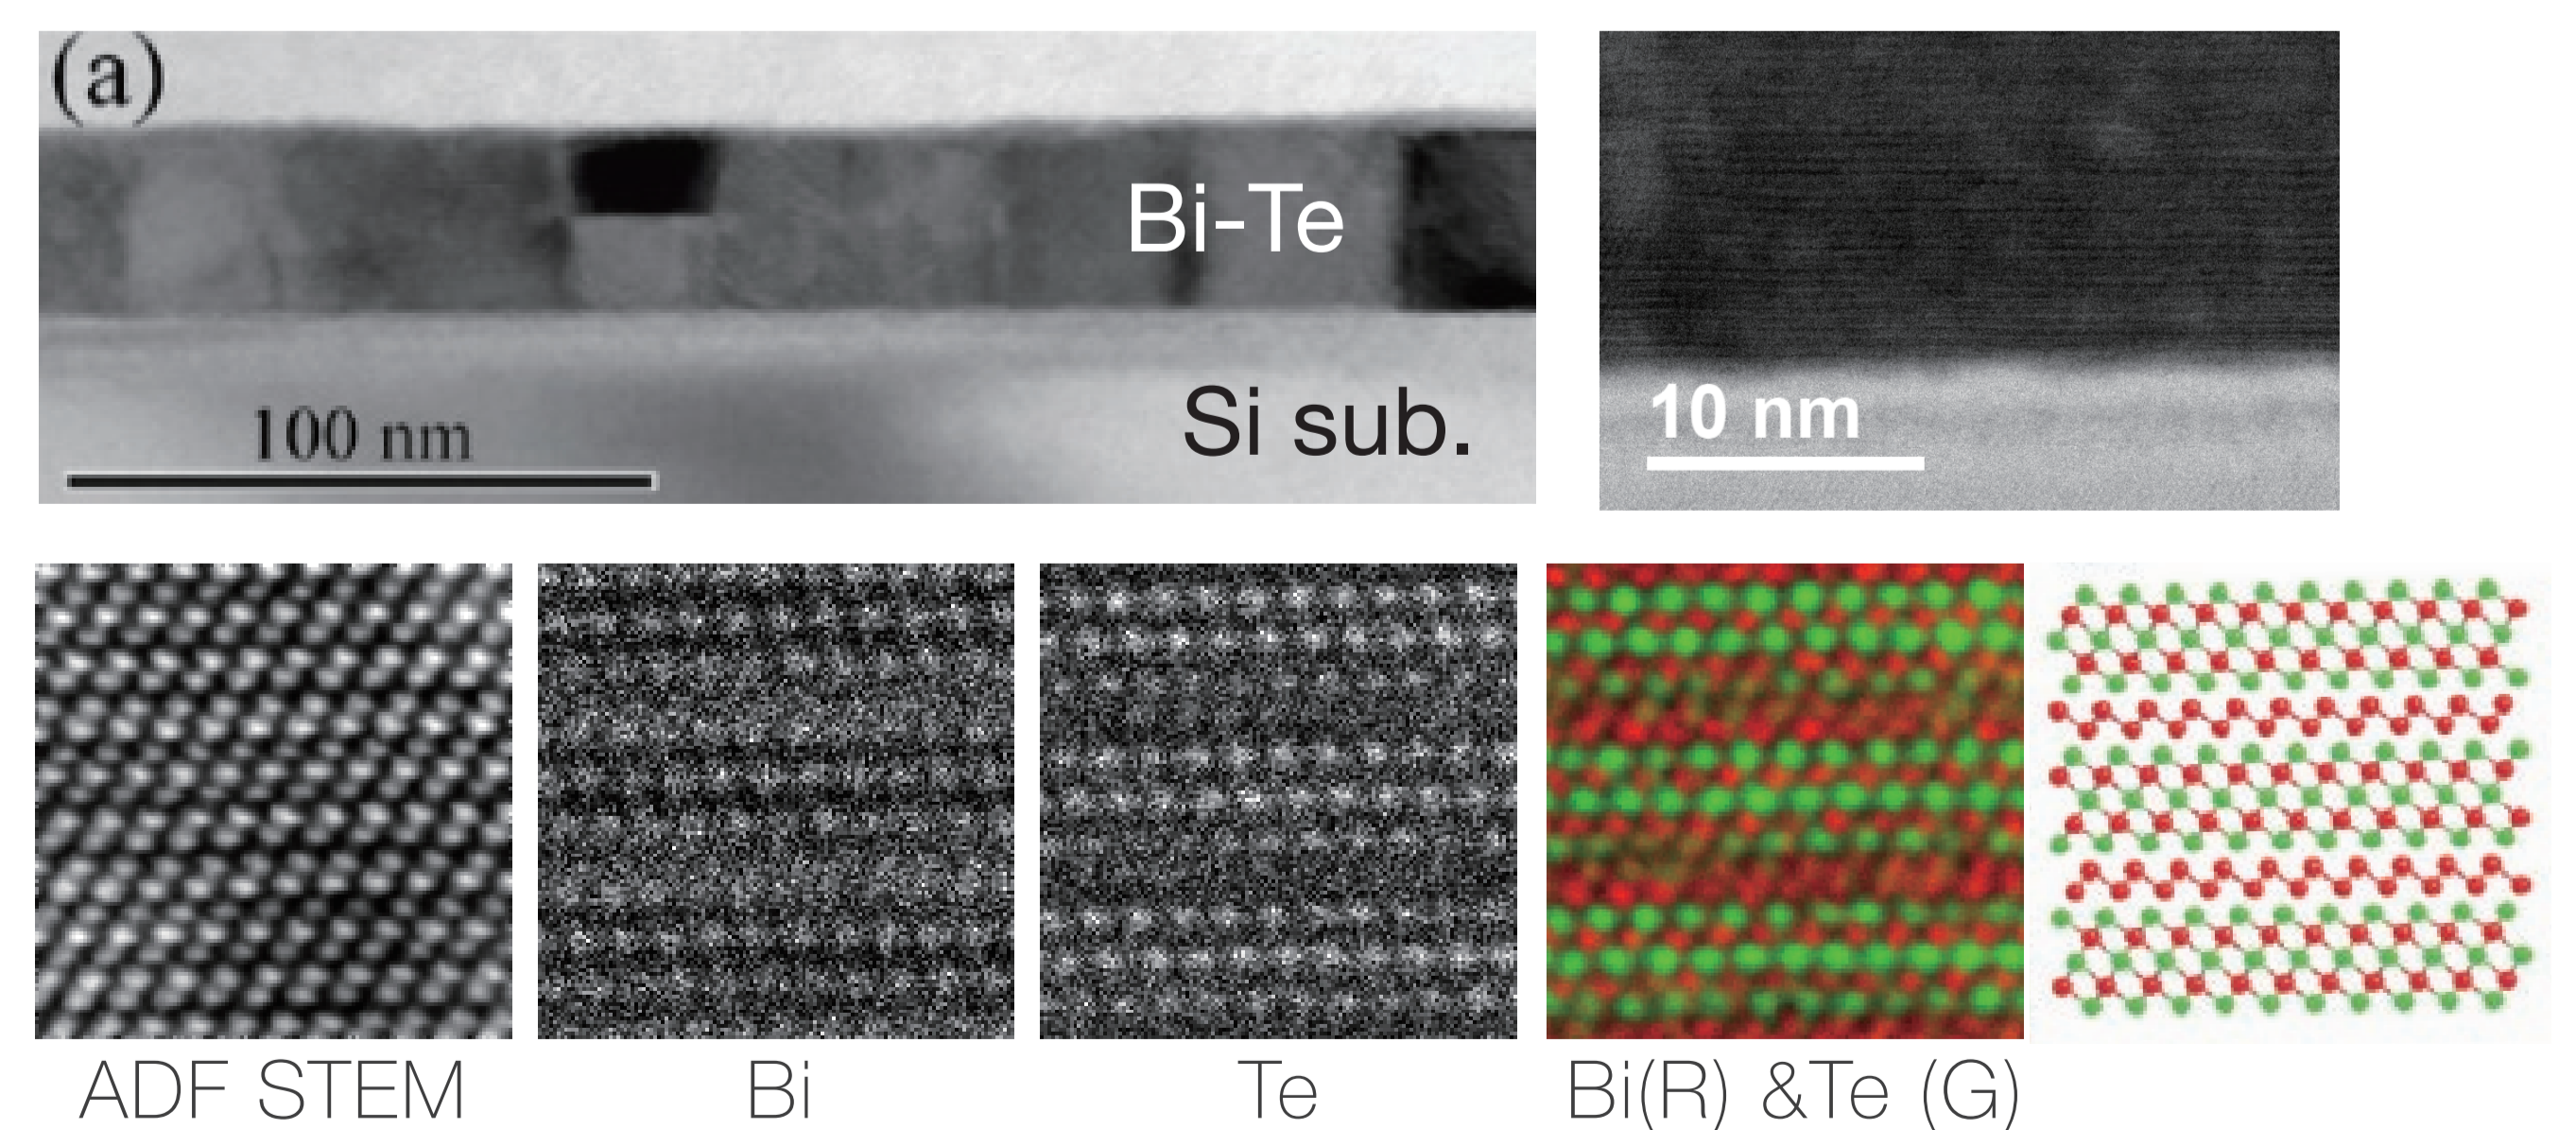 (a)
Bi-Te
100 nm
Si sub.
10 nm
ADF STEM
Bi
Te
Bi(R) &Te (G)